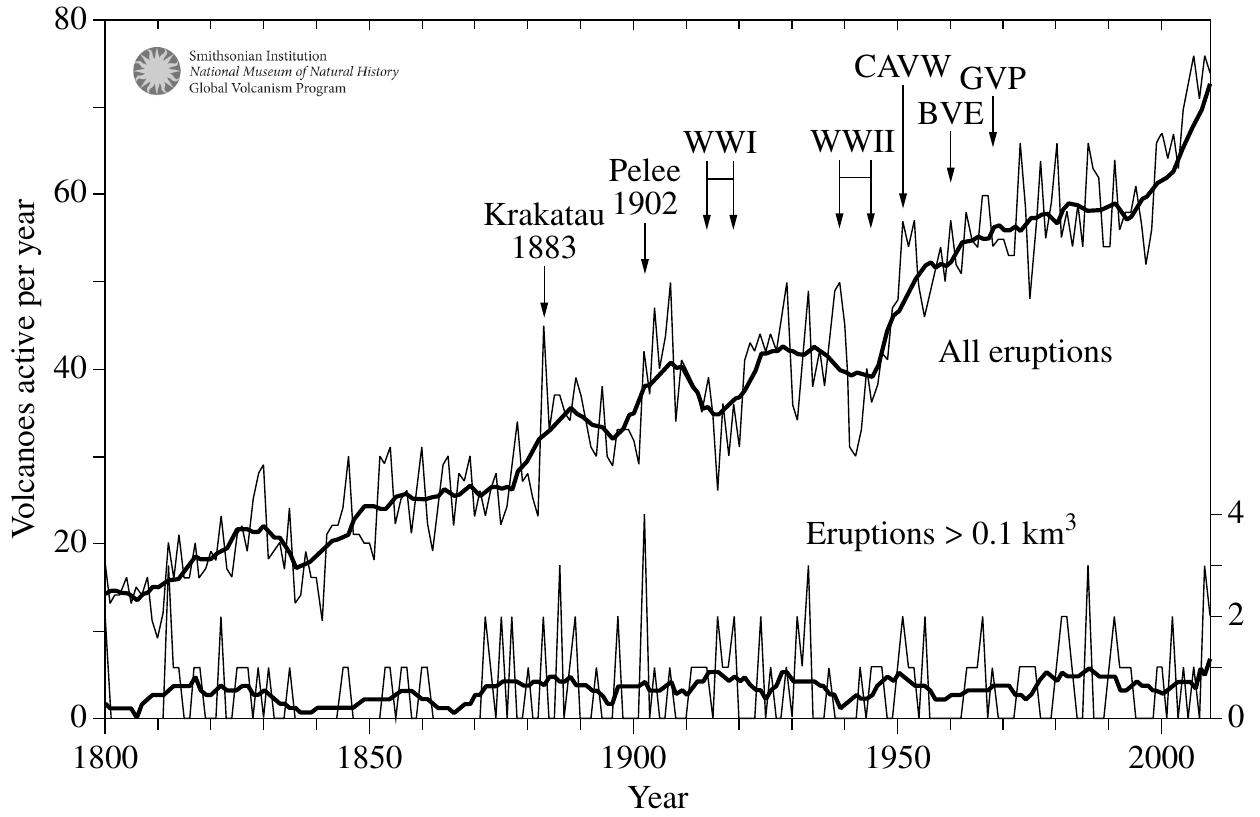 80
Smithsonian Institution
National Museum of Natural History
Global Volcanism Program
CAVW
GVP
BVE
WWI
WWII
Pelee
1902
60
Krakatau
1883
Volcanoes active per year
40
All eruptions
Eruptions > 0.1 km³
4
20
2
0
0
1800
1850
1900
1950
2000
Year